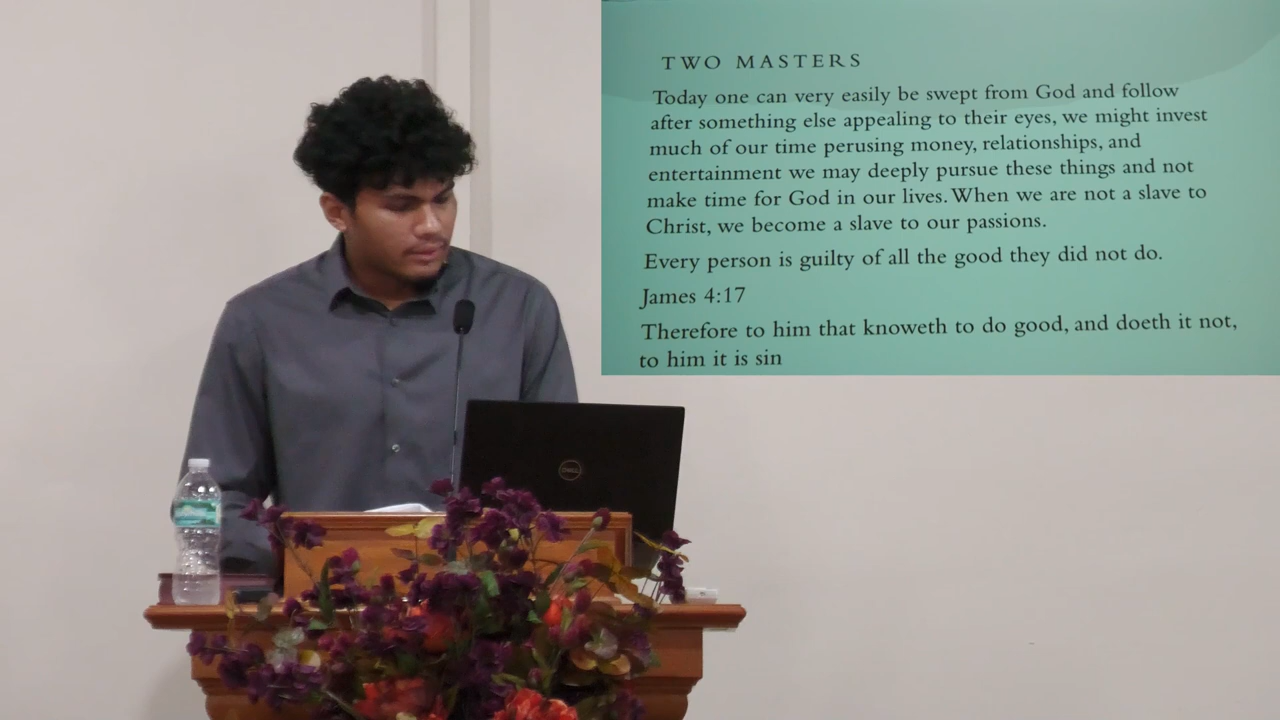 TWO MASTERS
Today one can very easily be swept from God and follow
after something else appealing to their eyes, we might invest
much of our time perusing money, relationships, and
entertainment we may deeply pursue these things and not
make time for God in our lives. When we are not a slave to
Christ, we become a slave to our passions.
Every person is guilty of all the good they did not do.
James 4:17
Therefore to him that knoweth to do good, and doeth it not,
to him it is sin
DELL